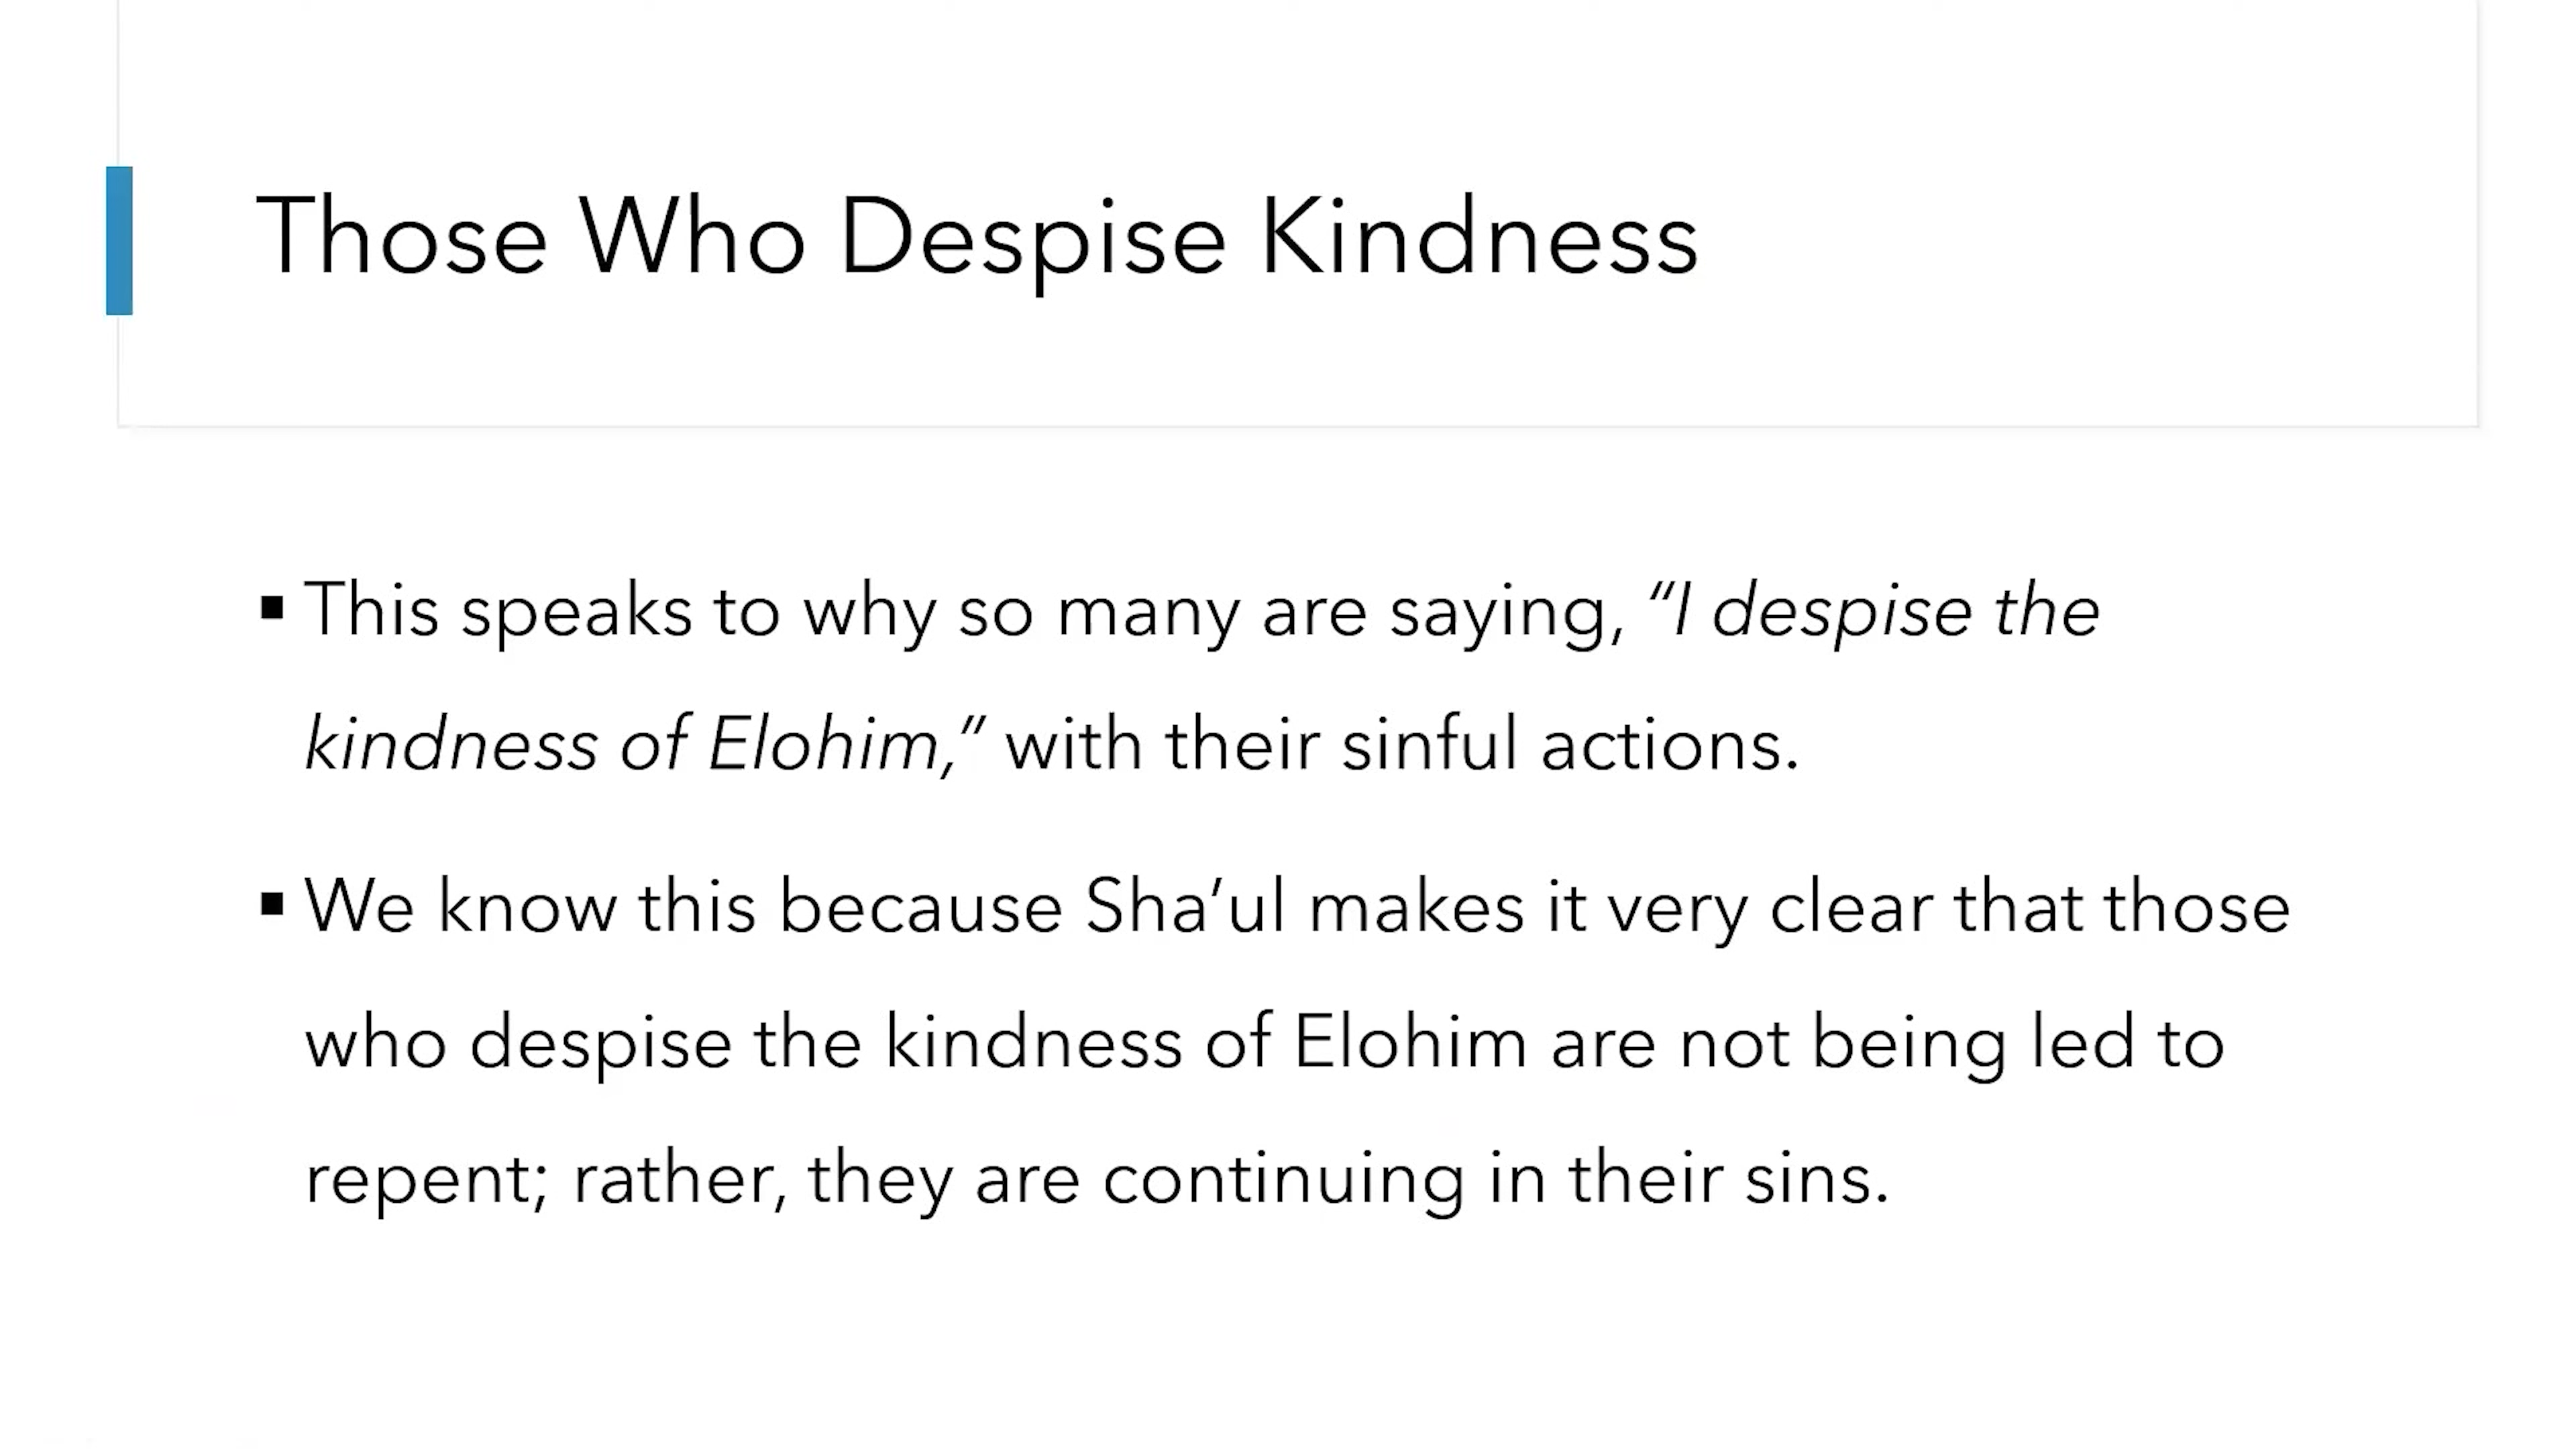 Those Who Despise Kindness
▪ This speaks to why so many are saying, “I despise the
kindness of Elohim,” with their sinful actions.
▪ We know this because Sha’ul makes it very clear that those
who despise the kindness of Elohim are not being led to
repent; rather, they are continuing in their sins.